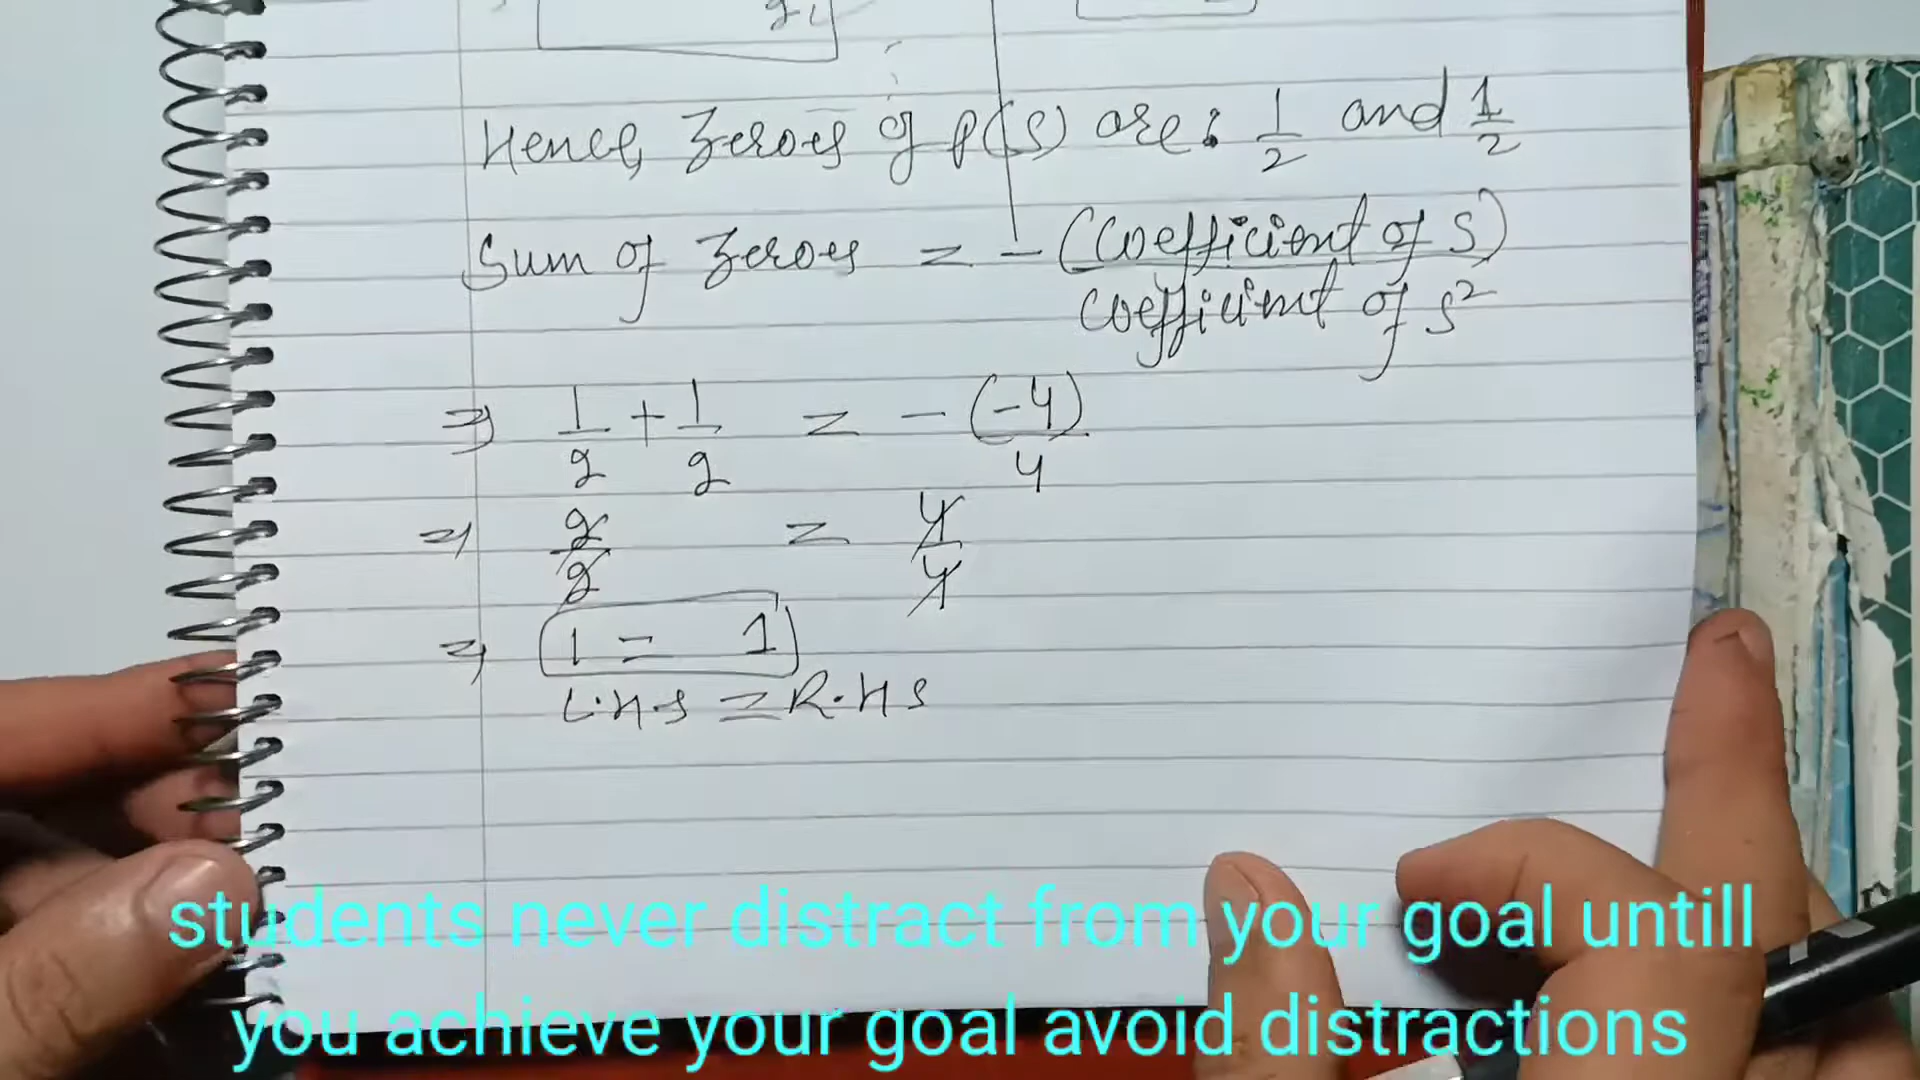 Hence, Zeroes of p(s) are: 1/2 and 1/2
Sum of Zeroes = -(Coefficient of s)/coefficient of s²
⇒ 1/2 + 1/2 = -(-4)/4
⇒ 2/2 = 4/4
⇒ 1 = 1
L.H.S = R.H.S
students never distract from your goal untill
you achieve your goal avoid distractions